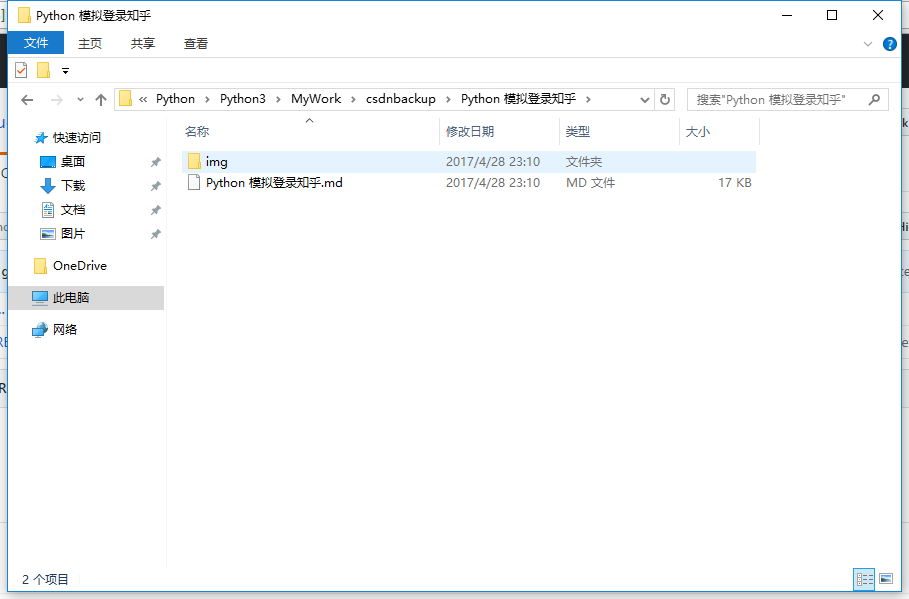 Python 模拟登录知乎
文件 主页 共享 查看
« Python › Python3 › MyWork › csdnbackup › Python 模拟登录知乎 ›
搜索"Python 模拟登录知乎"
名称 修改日期 类型 大小
快速访问
桌面
下载
文档
图片
OneDrive
此电脑
网络
img 2017/4/28 23:10 文件夹
Python 模拟登录知乎.md 2017/4/28 23:10 MD 文件 17 KB
2 个项目